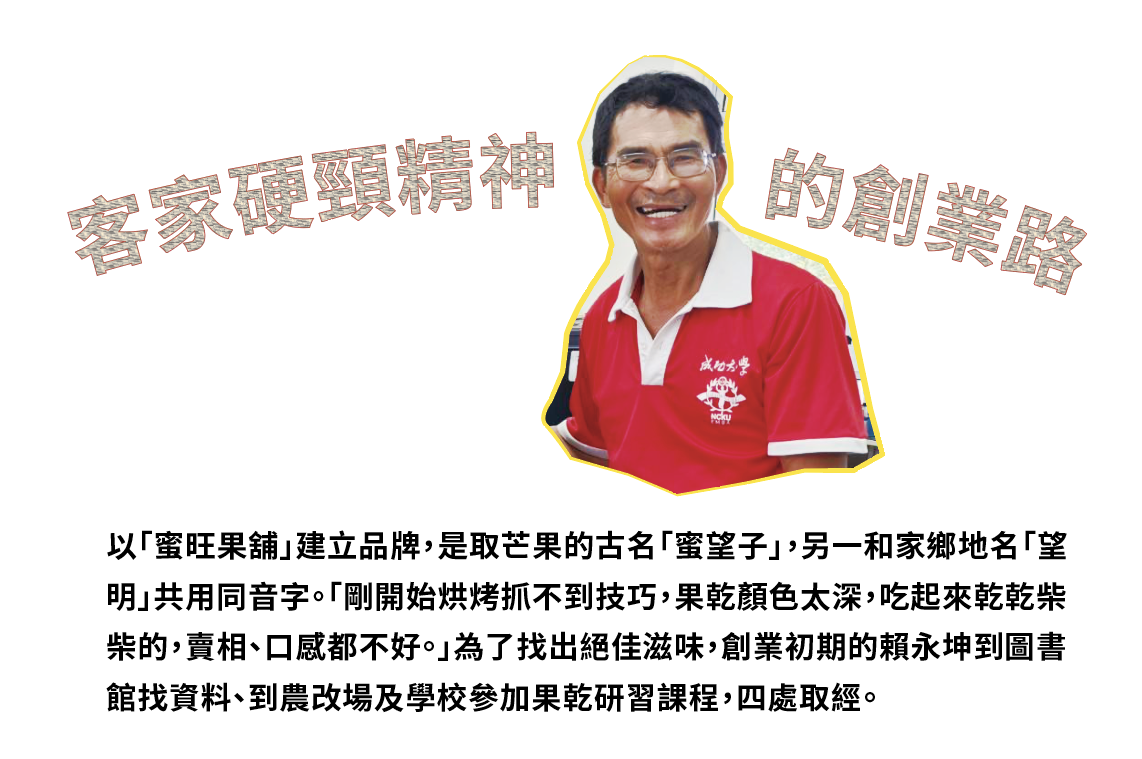 客家硬頸精神的創業路
成功大學
NCKU
以「蜜旺果舖」建立品牌，是取芒果的古名「蜜望子」，另一和家鄉地名「望
明」共用同音字。「剛開始烘烤抓不到技巧，果乾顏色太深，吃起來乾乾柴
柴的，賣相、口感都不好。」為了找出絕佳滋味，創業初期的賴永坤到圖書
館找資料、到農改場及學校參加果乾研習課程，四處取經。